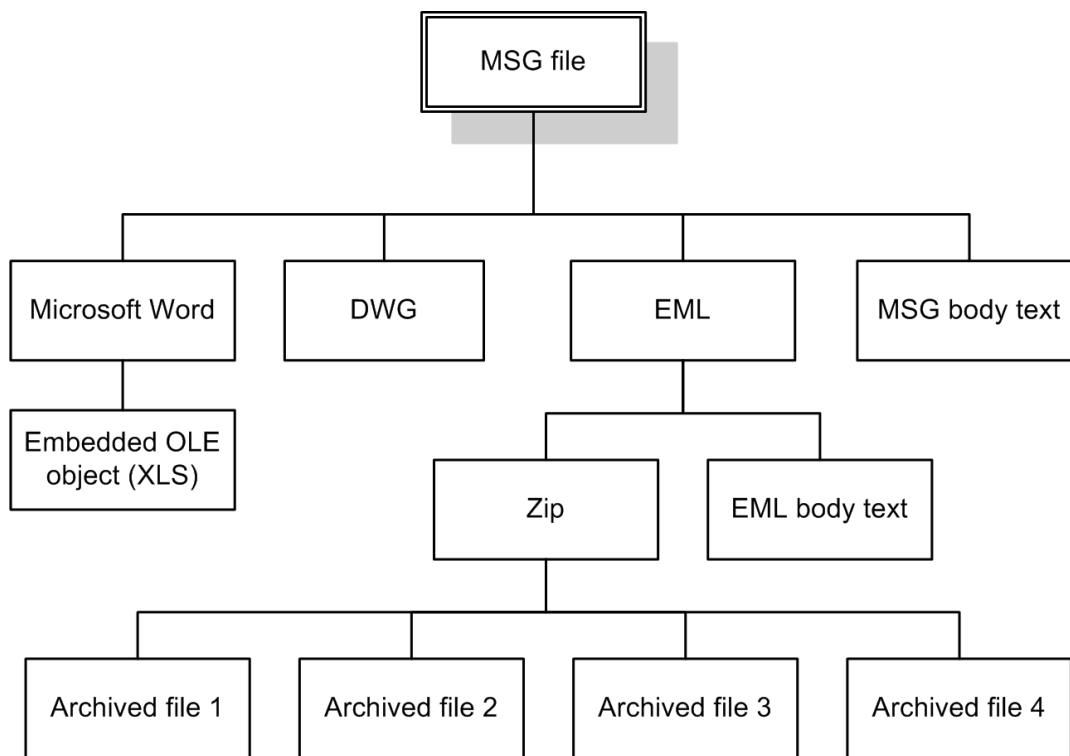 MSG file
Microsoft Word
DWG
EML
MSG body text
Embedded OLE
object (XLS)
Zip
EML body text
Archived file 1
Archived file 2
Archived file 3
Archived file 4